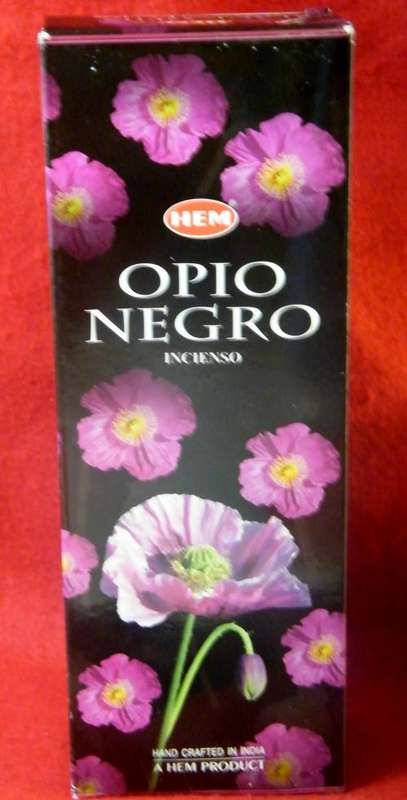 HEM
OPIO
NEGRO
INCIENSO
HAND CRAFTED IN INDIA
A HEM PRODUCT